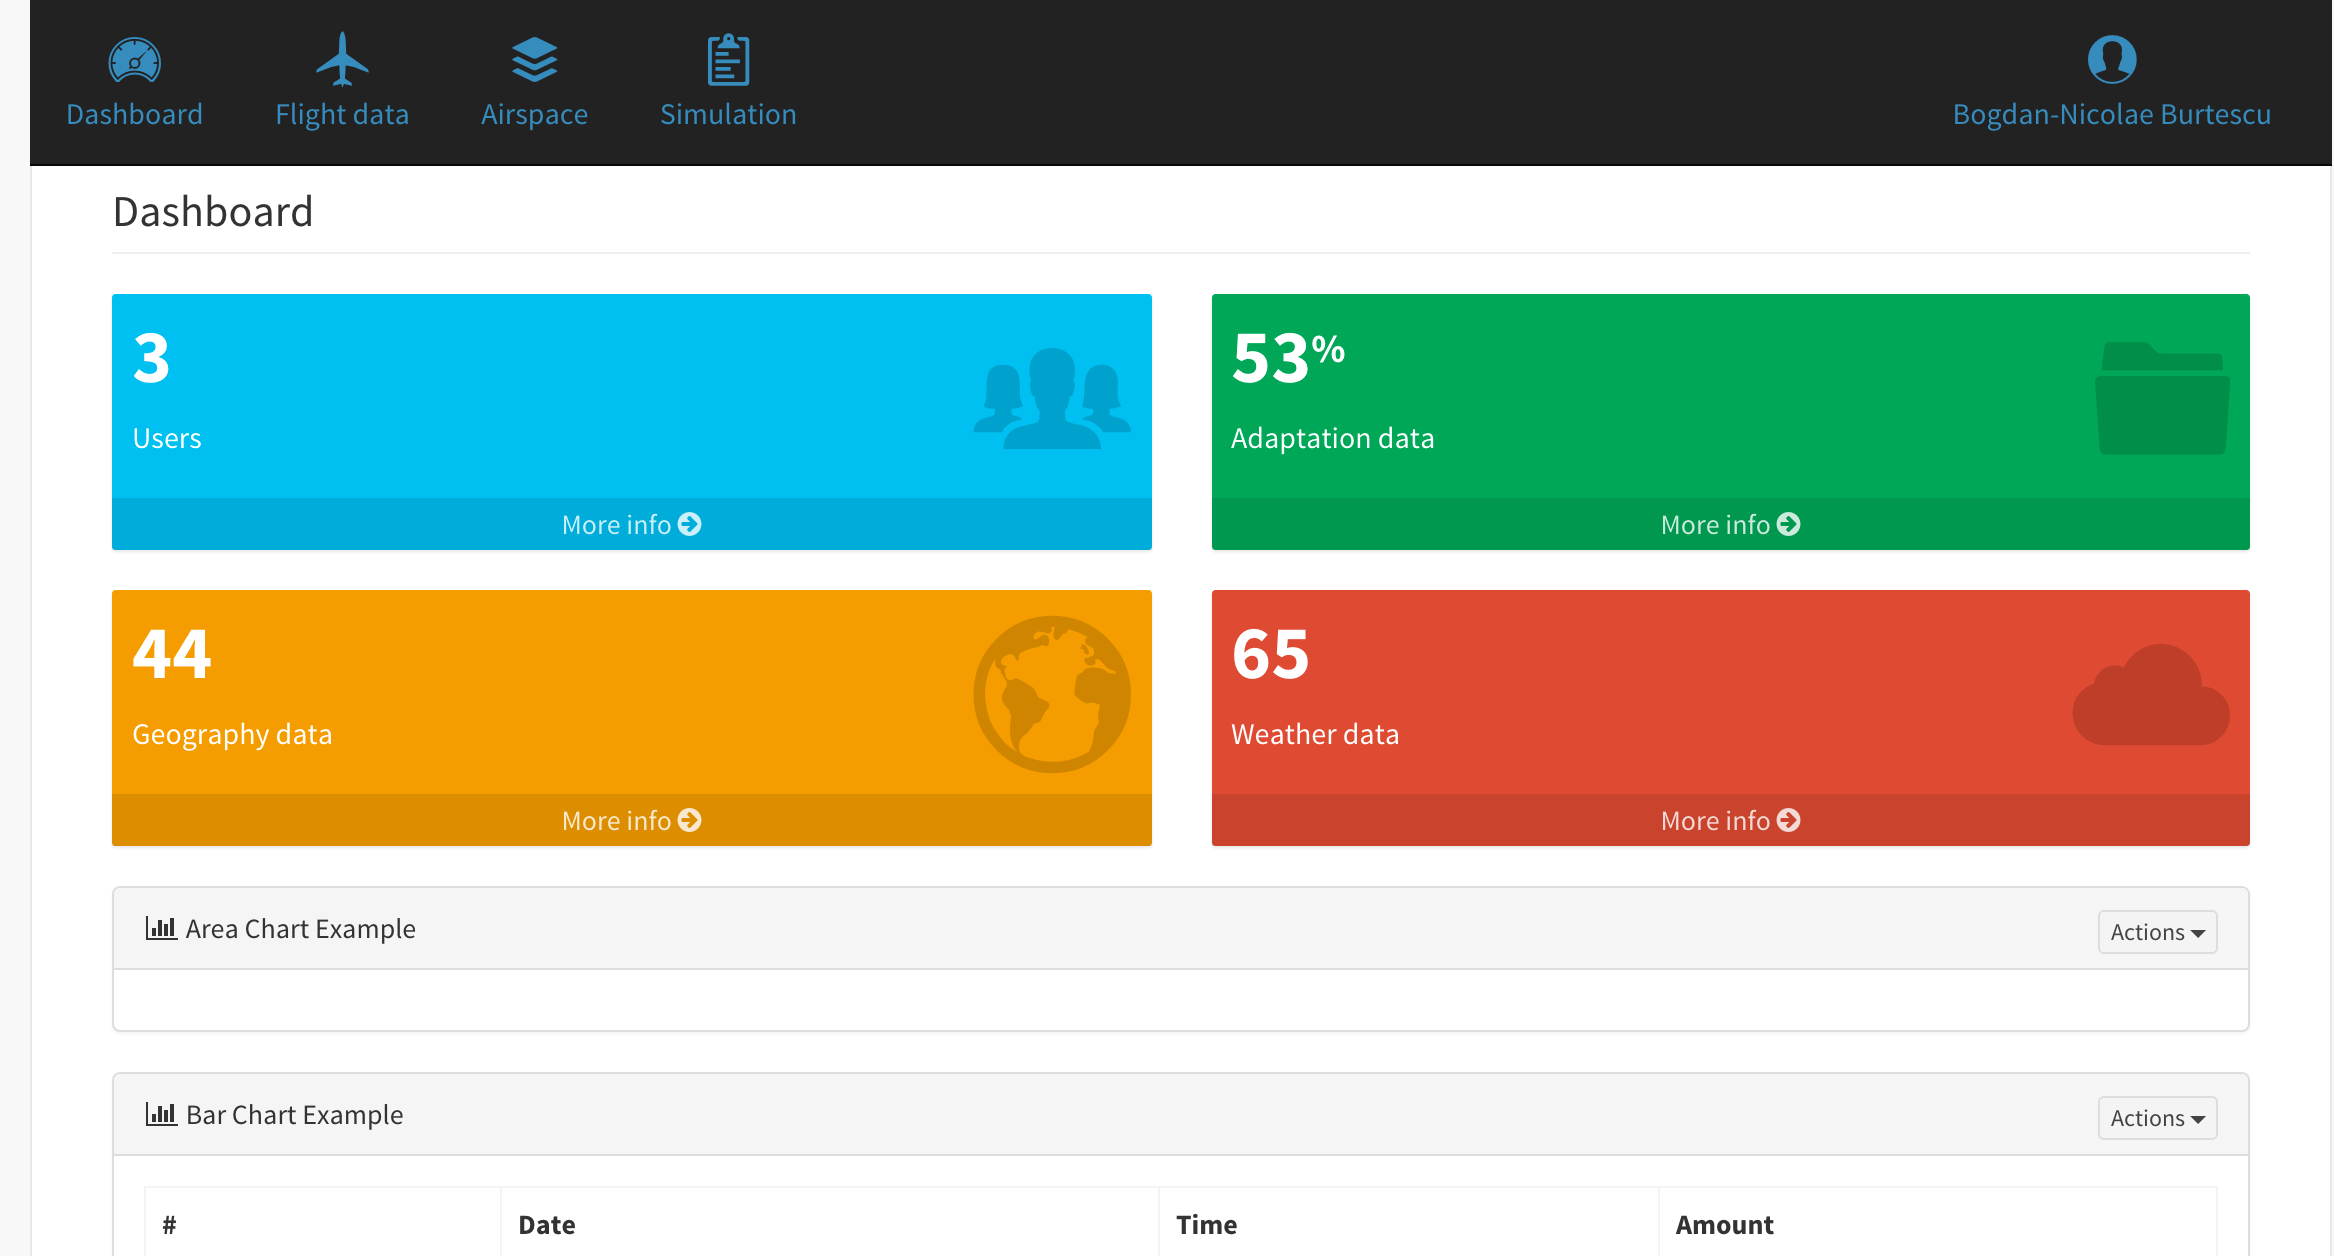 Dashboard Flight data Airspace Simulation Bogdan-Nicolae Burtescu
Dashboard
3
Users
More info
53%
Adaptation data
More info
44
Geography data
More info
65
Weather data
More info
Area Chart Example Actions
Bar Chart Example Actions
# Date Time Amount